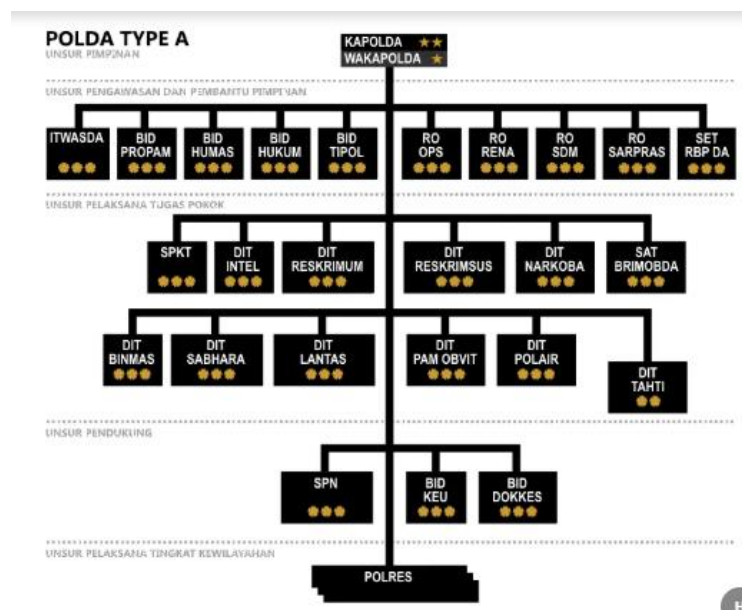 POLDA TYPE A
UNSUR PIMPINAN
KAPOLDA
WAKAPOLDA
UNSUR PENGAWASAN DAN PEMBANTU PIMPINAN
ITWASDA
BID
PROPAM
BID
HUMAS
BID
HUKUM
BID
TIPOL
RO
OPS
RO
RENA
RO
SDM
RO
SARPRAS
SET
RBP DA
UNSUR PELAKSANA TUGAS POKOK
SPKT
DIT
INTEL
DIT
RESKRIMUM
DIT
RESKRIMSUS
DIT
NARKOBA
SAT
BRIMOBDA
DIT
BINMAS
DIT
SABHARA
DIT
LANTAS
DIT
PAM OBVIT
DIT
POLAIR
DIT
TAHTI
UNSUR PENDUKUNG
SPN
BID
KEU
BID
DOKKES
UNSUR PELAKSANA TINGKAT KEWILAYAHAN
POLRES